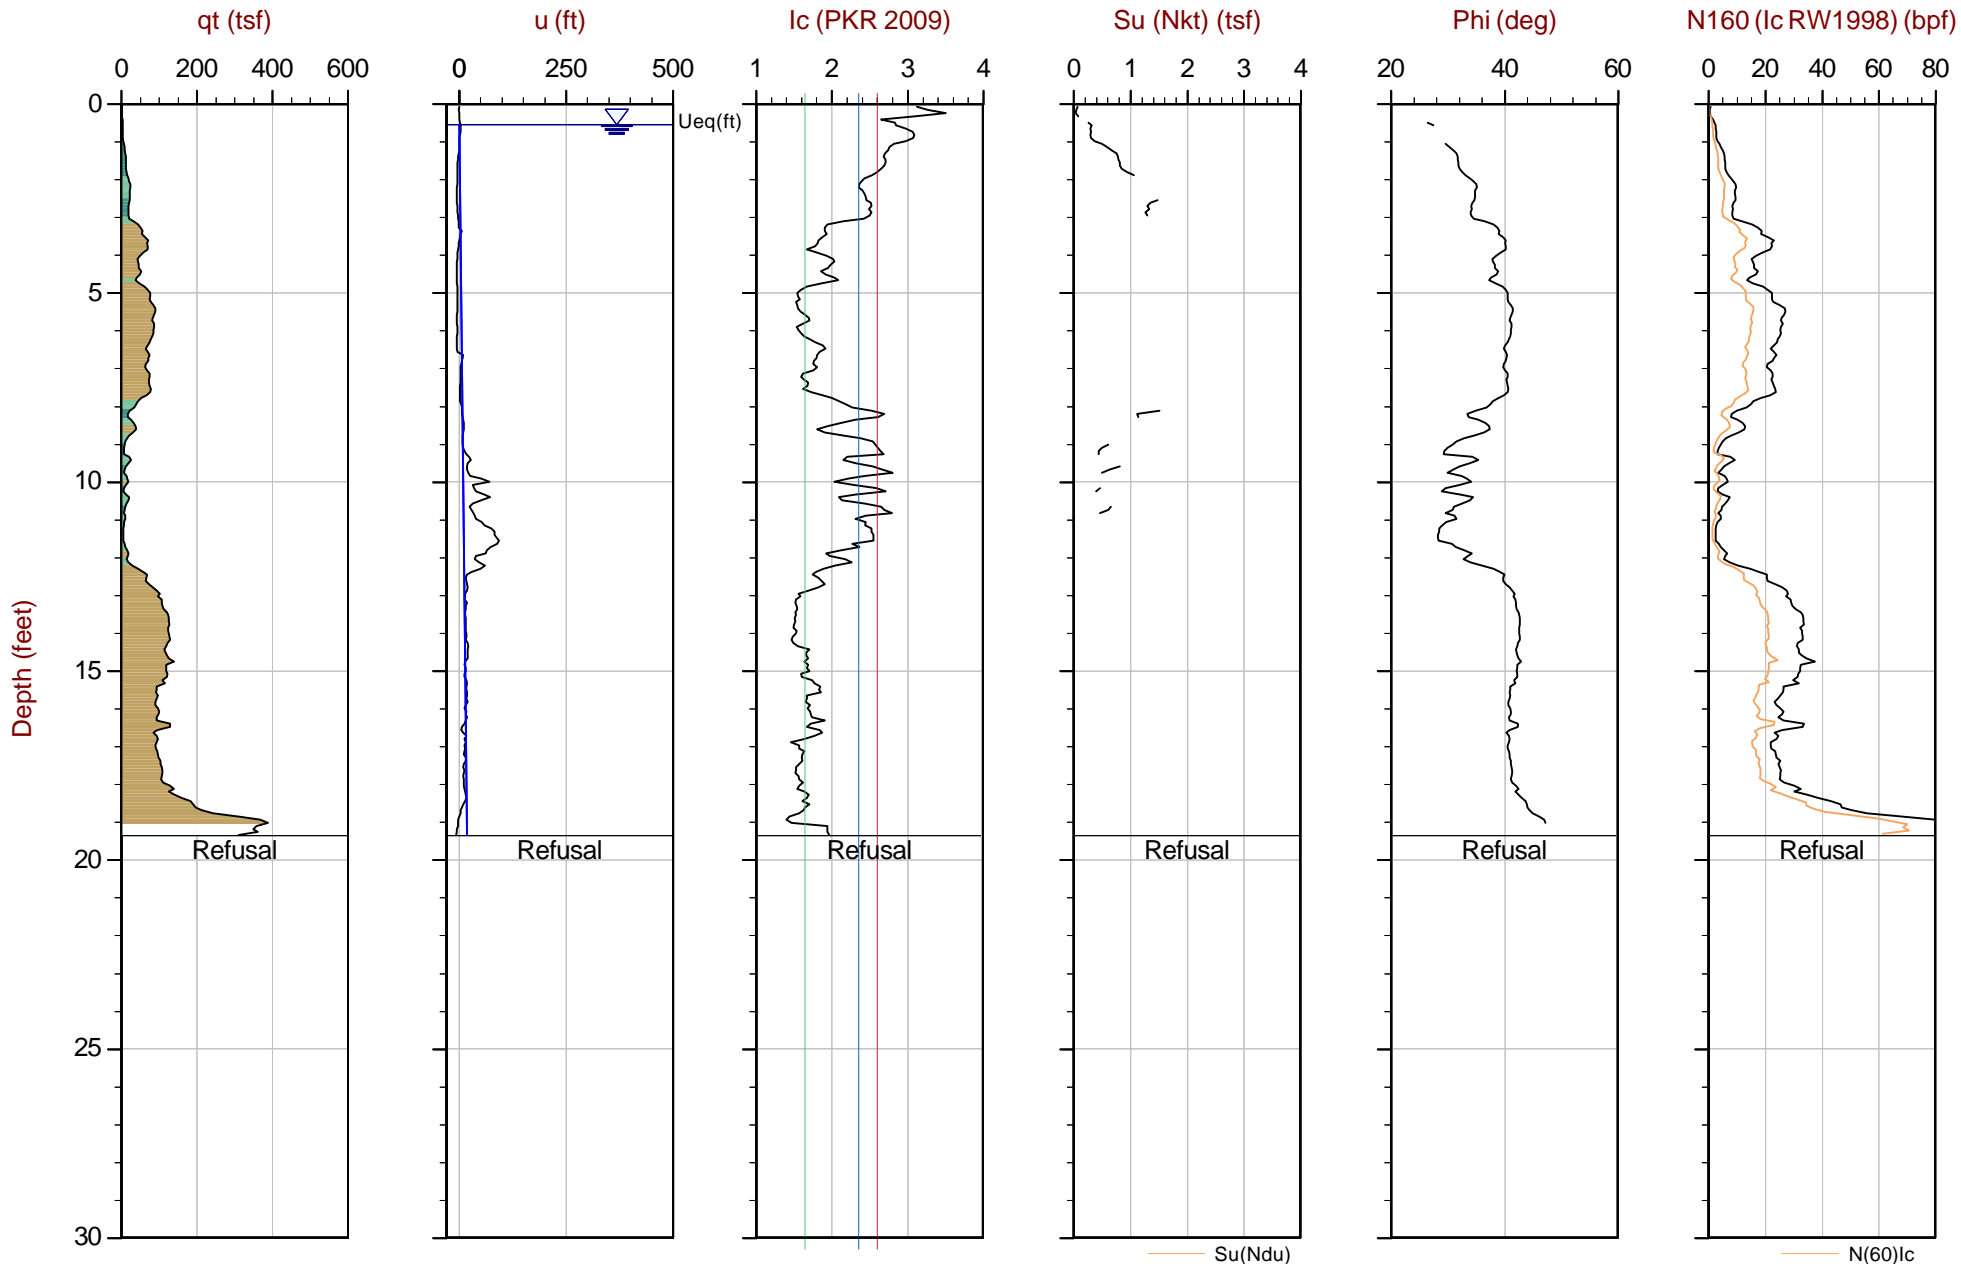 qt (tsf) u (ft) Ic (PKR 2009) Su (Nkt) (tsf) Phi (deg) N160 (Ic RW1998) (bpf)
0 200 400 600 0 250 500 1 2 3 4 0 1 2 3 4 20 40 60 0 20 40 60 80
0
Ueq(ft)
5
10
15
Depth (feet)
Refusal Refusal Refusal Refusal Refusal Refusal
20
25
30
Su(Ndu) N(60)Ic